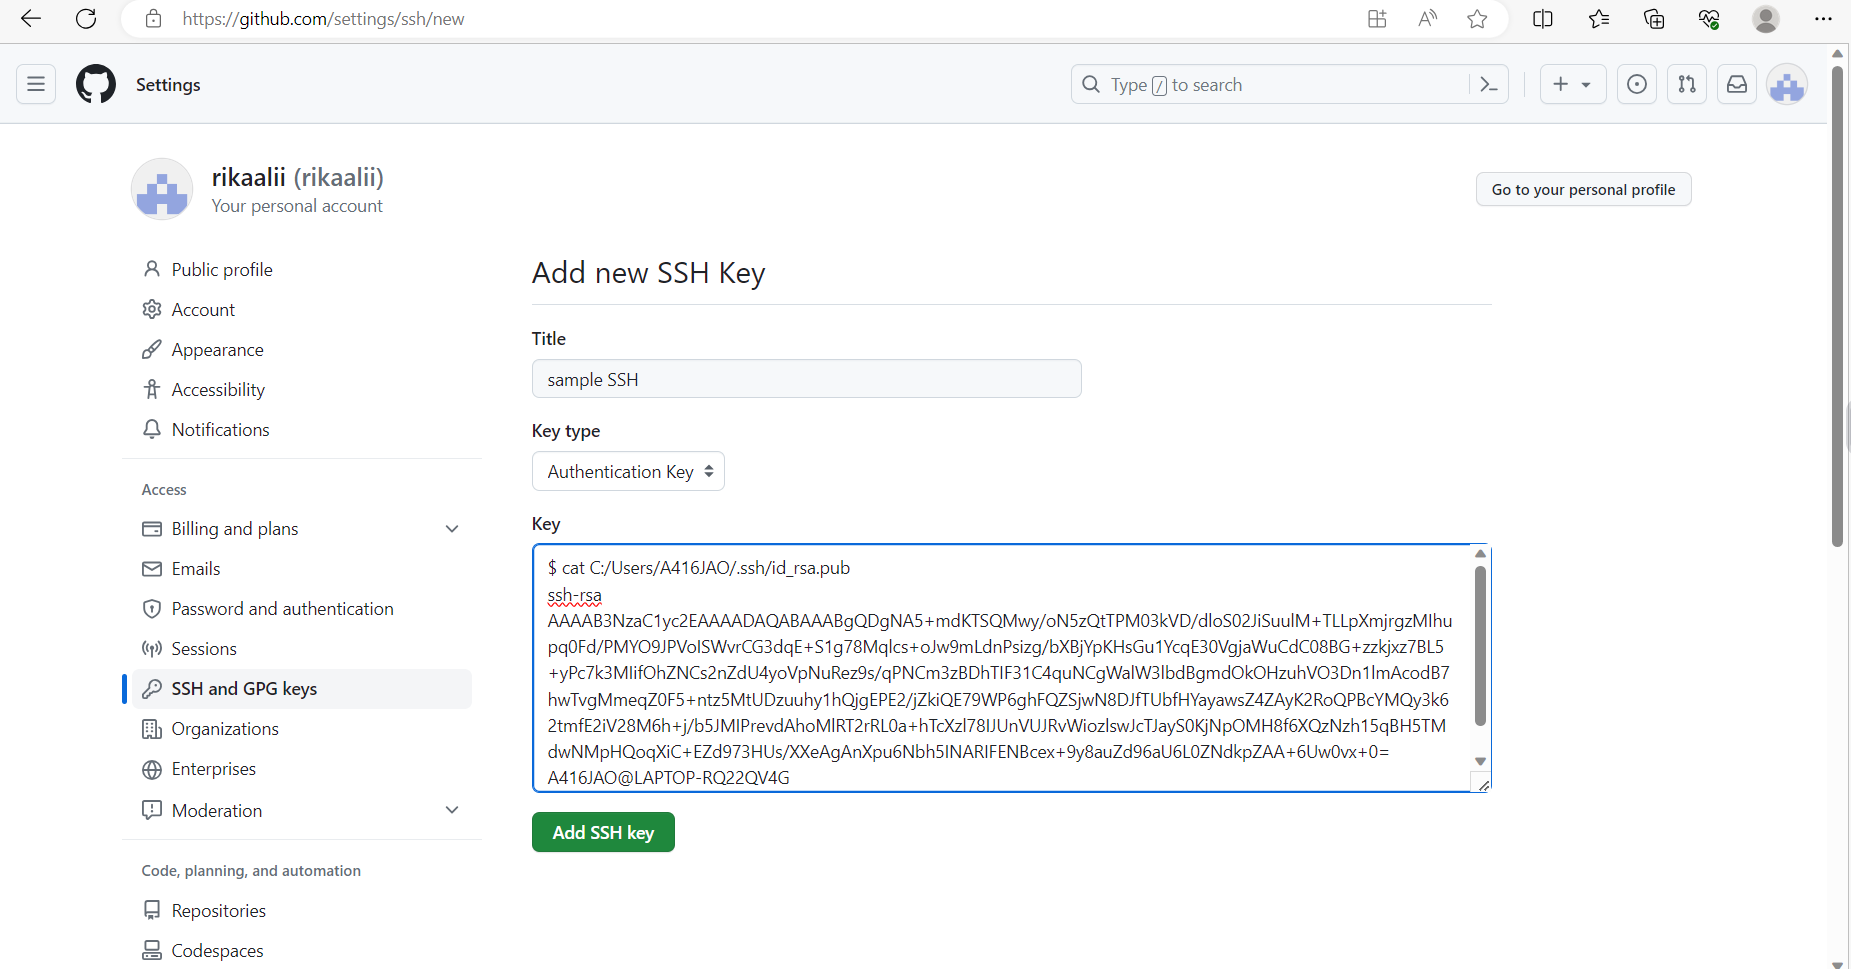 https://github.com/settings/ssh/new
Settings
Type / to search
rikaalii (rikaalii)
Your personal account
Go to your personal profile
Public profile
Account
Appearance
Accessibility
Notifications
Access
Billing and plans
Emails
Password and authentication
Sessions
SSH and GPG keys
Organizations
Enterprises
Moderation
Code, planning, and automation
Repositories
Codespaces
Add new SSH Key
Title
sample SSH
Key type
Authentication Key
Key
$ cat C:/Users/A416JAO/.ssh/id_rsa.pub
ssh-rsa
AAAAB3NzaC1yc2EAAAADAQABAAABgQDgNA5+mdKTSQMwy/oN5zQtTPM03kVD/dloS02JiSuulM+TLLpXmjrgzMIhu
pq0Fd/PMYO9JPVolSWvrCG3dqE+S1g78Mqlcs+oJw9mLdnPsizg/bXBjYpKHsGu1YcqE30VgjaWuCdC08BG+zzkjxz7BL5
+yPc7k3MIifOhZNCs2nZdU4yoVpNuRez9s/qPNCm3zBDhTIF31C4quNCgWalW3lbdBgmdOkOHzuhVO3Dn1lmAcodB7
hwTvgMmeqZ0F5+ntz5MtUDzuuhy1hQjgEPE2/jZkiQE79WP6ghFQZSjwN8DJfTUbfHYayawsZ4ZAyK2RoQPBcYMQy3k6
2tmfE2iV28M6h+j/b5JMIPrevdAhoMlRT2rRL0a+hTcXzl78IJUnVUJRvWiozlswJcTJayS0KjNpOMH8f6XQzNzh15qBH5TM
dwNMpHQoqXiC+EZd973HUs/XXeAgAnXpu6Nbh5INARIFENBcex+9y8auZd96aU6L0ZNdkpZAA+6Uw0vx+0=
A416JAO@LAPTOP-RQ22QV4G
Add SSH key